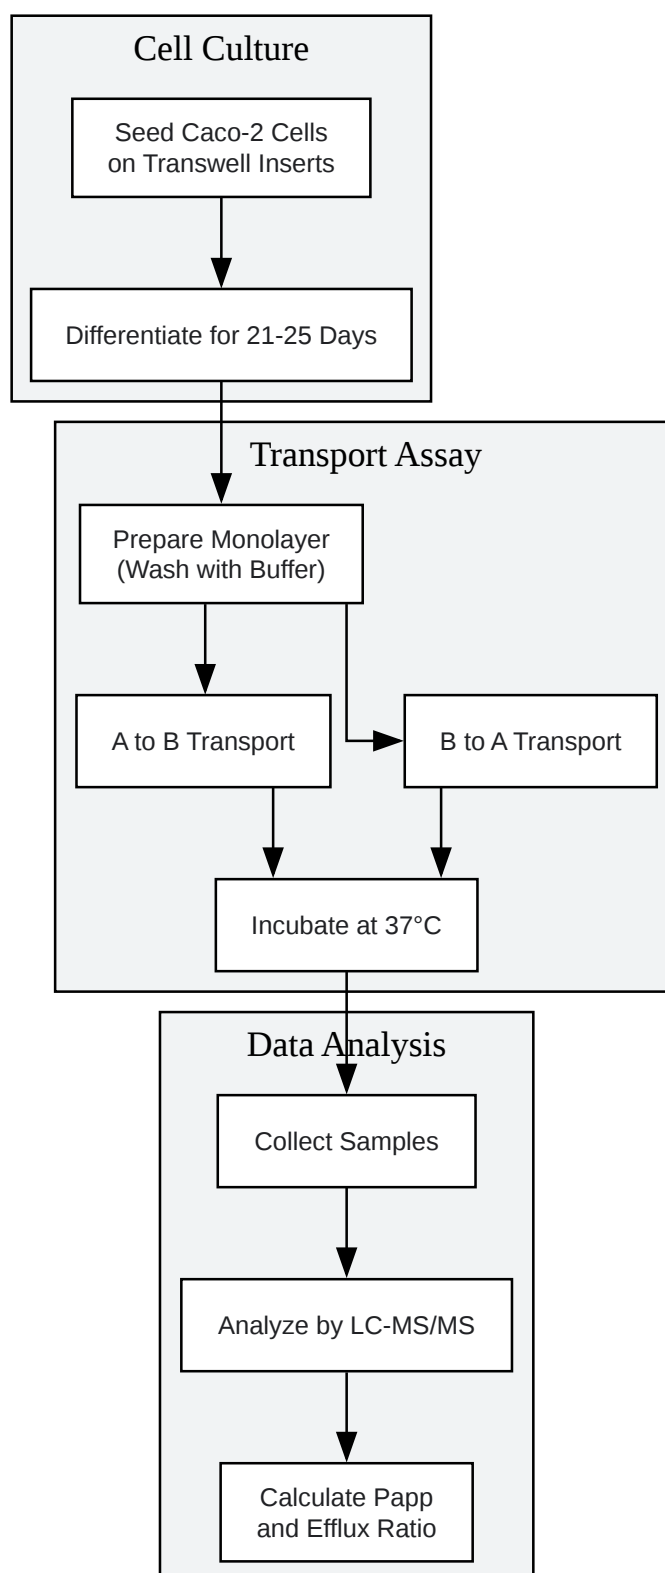 Cell Culture
Seed Caco-2 Cells
on Transwell Inserts
Differentiate for 21-25 Days
Transport Assay
Prepare Monolayer
(Wash with Buffer)
A to B Transport
B to A Transport
Incubate at 37°C
Data Analysis
Collect Samples
Analyze by LC-MS/MS
Calculate Papp
and Efflux Ratio